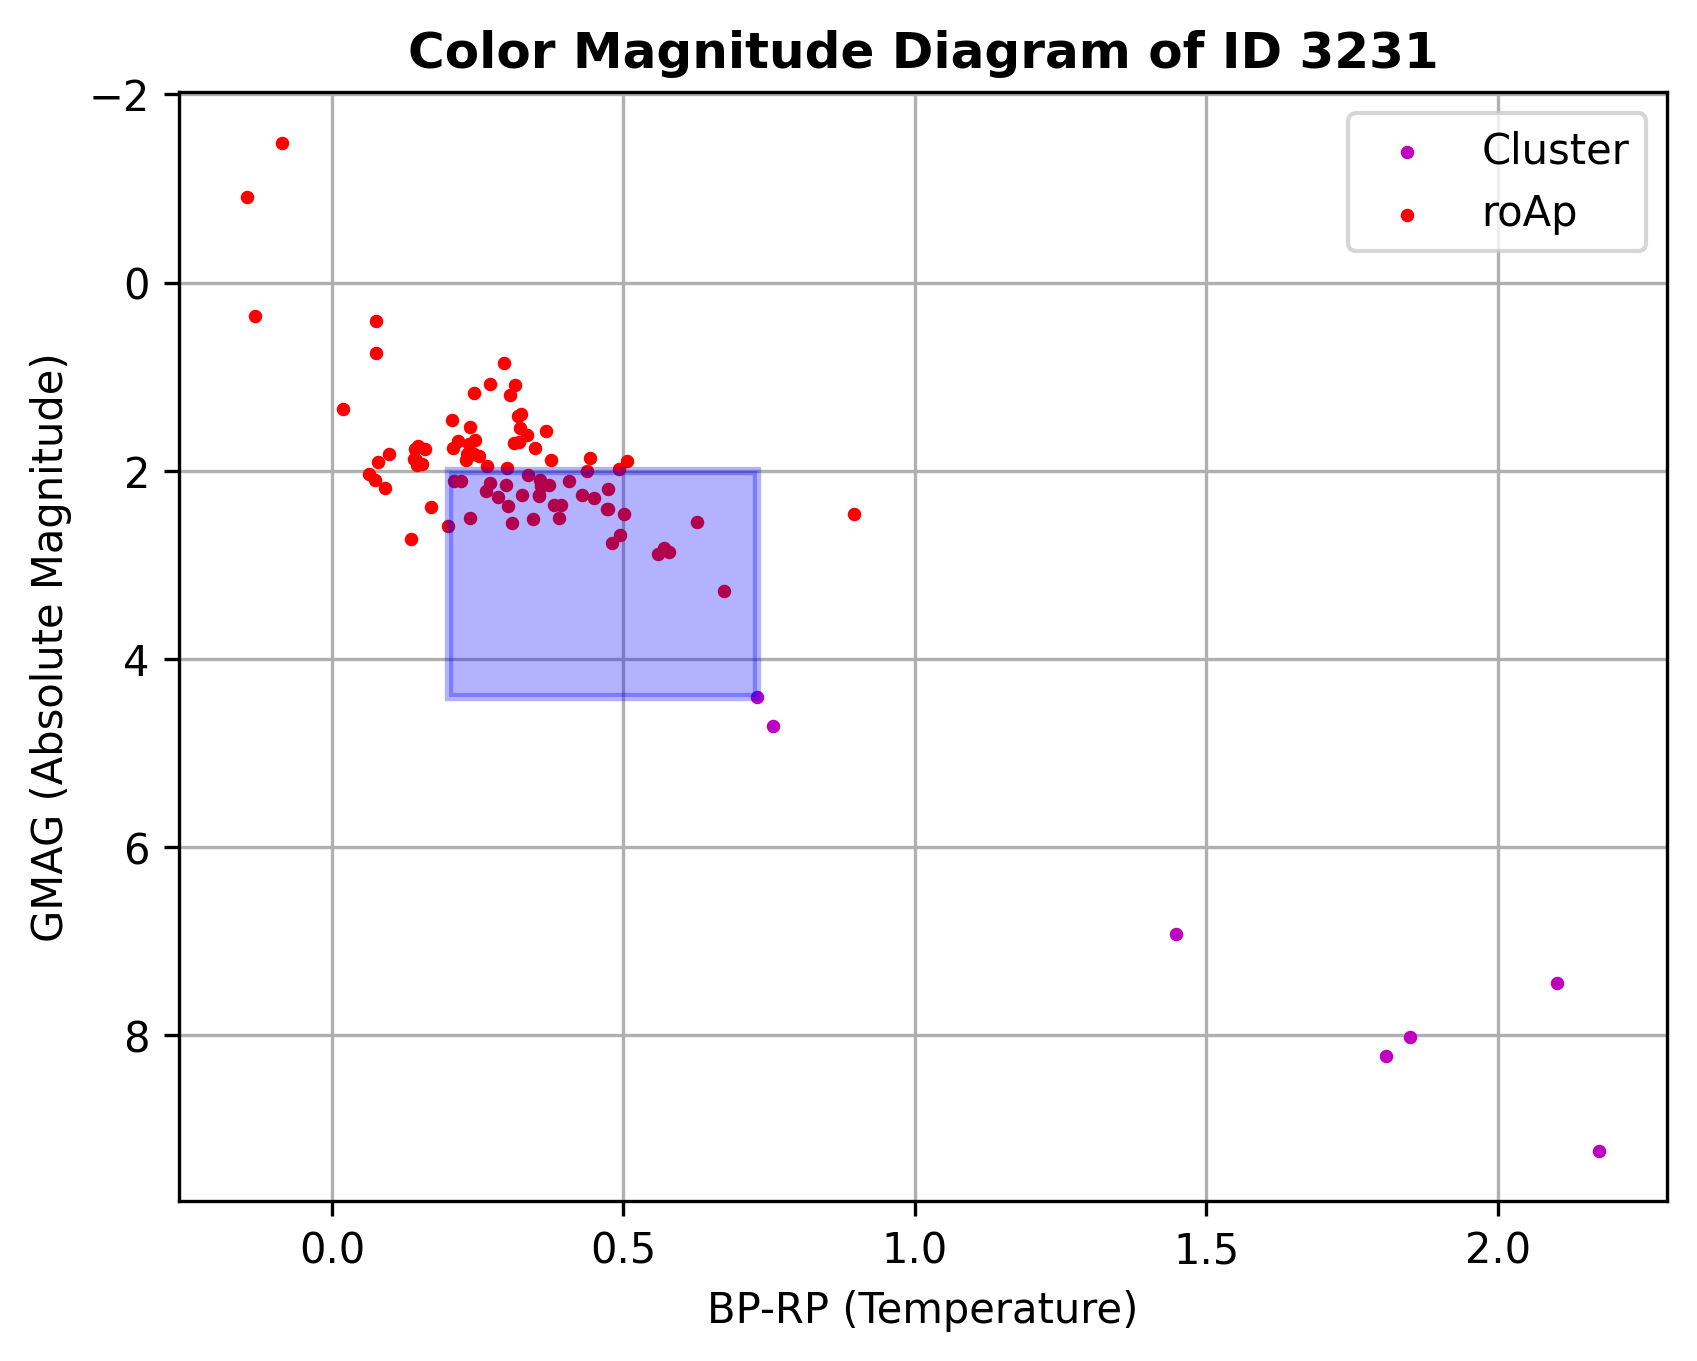 Color Magnitude Diagram of ID 3231
Cluster
roAp
GMAG (Absolute Magnitude)
−2
0
2
4
6
8
0.0 0.5 1.0 1.5 2.0
BP-RP (Temperature)